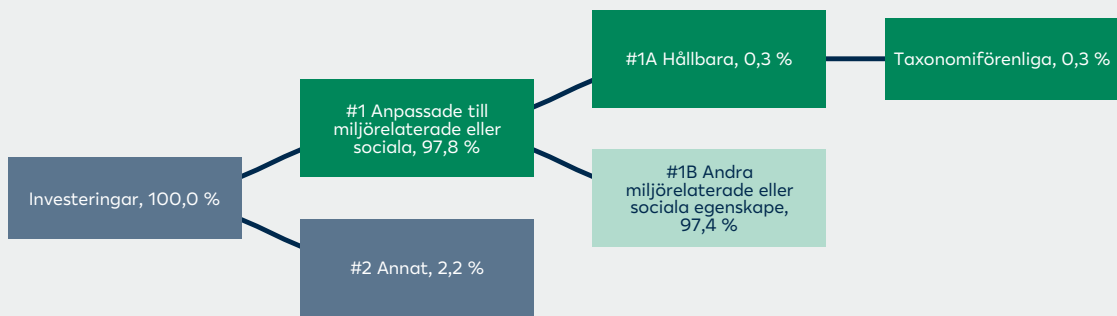 #1A Hållbara, 0,3 %
Taxonomiförenliga, 0,3 %
#1 Anpassade till
miljörelaterade eller
sociala, 97,8 %
#1B Andra
miljörelaterade eller
sociala egenskape,
97,4 %
Investeringar, 100,0 %
#2 Annat, 2,2 %